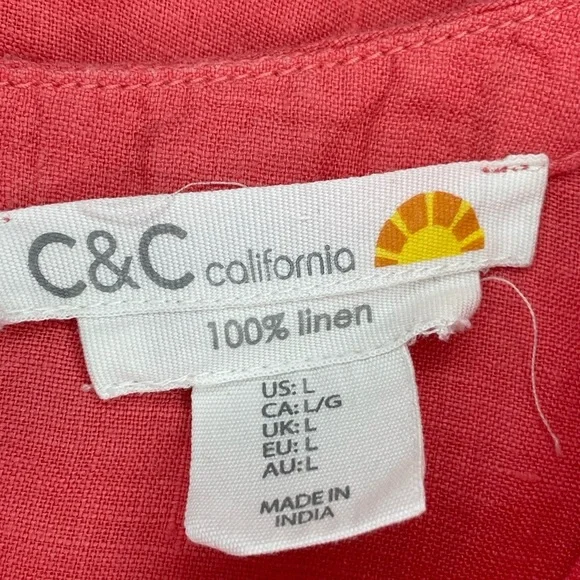 C&C california
100% linen
US: L
CA: L/G
UK: L
EU: L
AU: L
MADE IN
INDIA